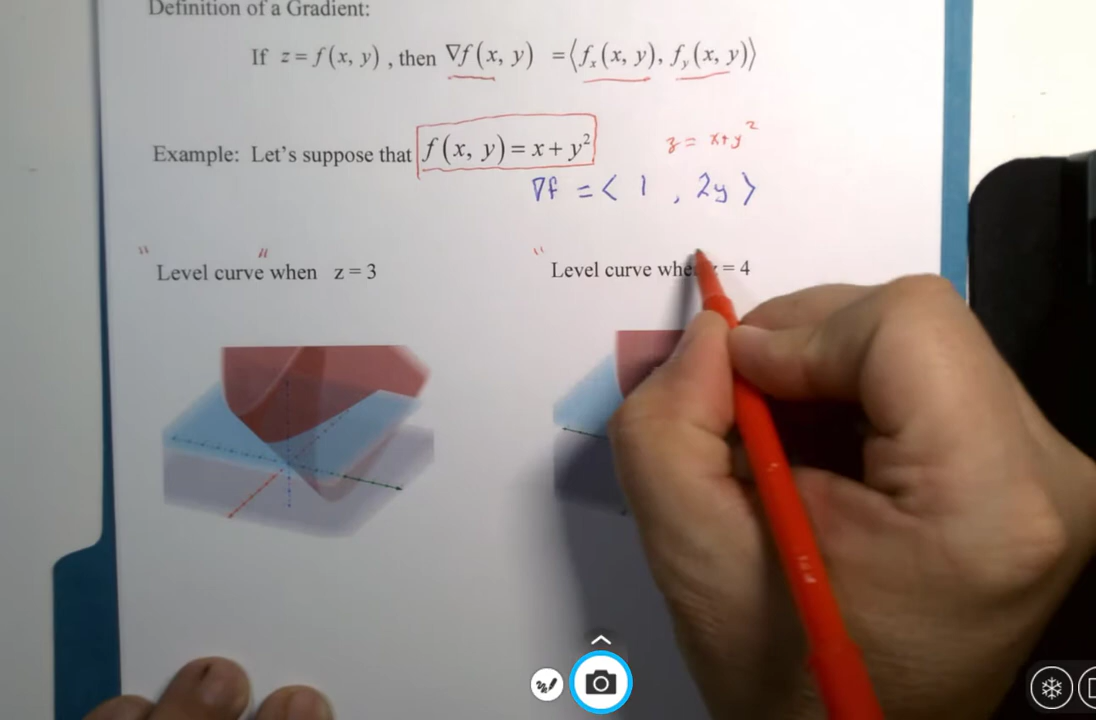 Definition of a Gradient:
If z = f(x, y), then ∇f(x, y) = ⟨f_x(x, y), f_y(x, y)⟩
Example: Let's suppose that f(x, y) = x + y² z = x+y²
∇f = < 1 , 2y >
" "
Level curve when z = 3
"
Level curve = 4